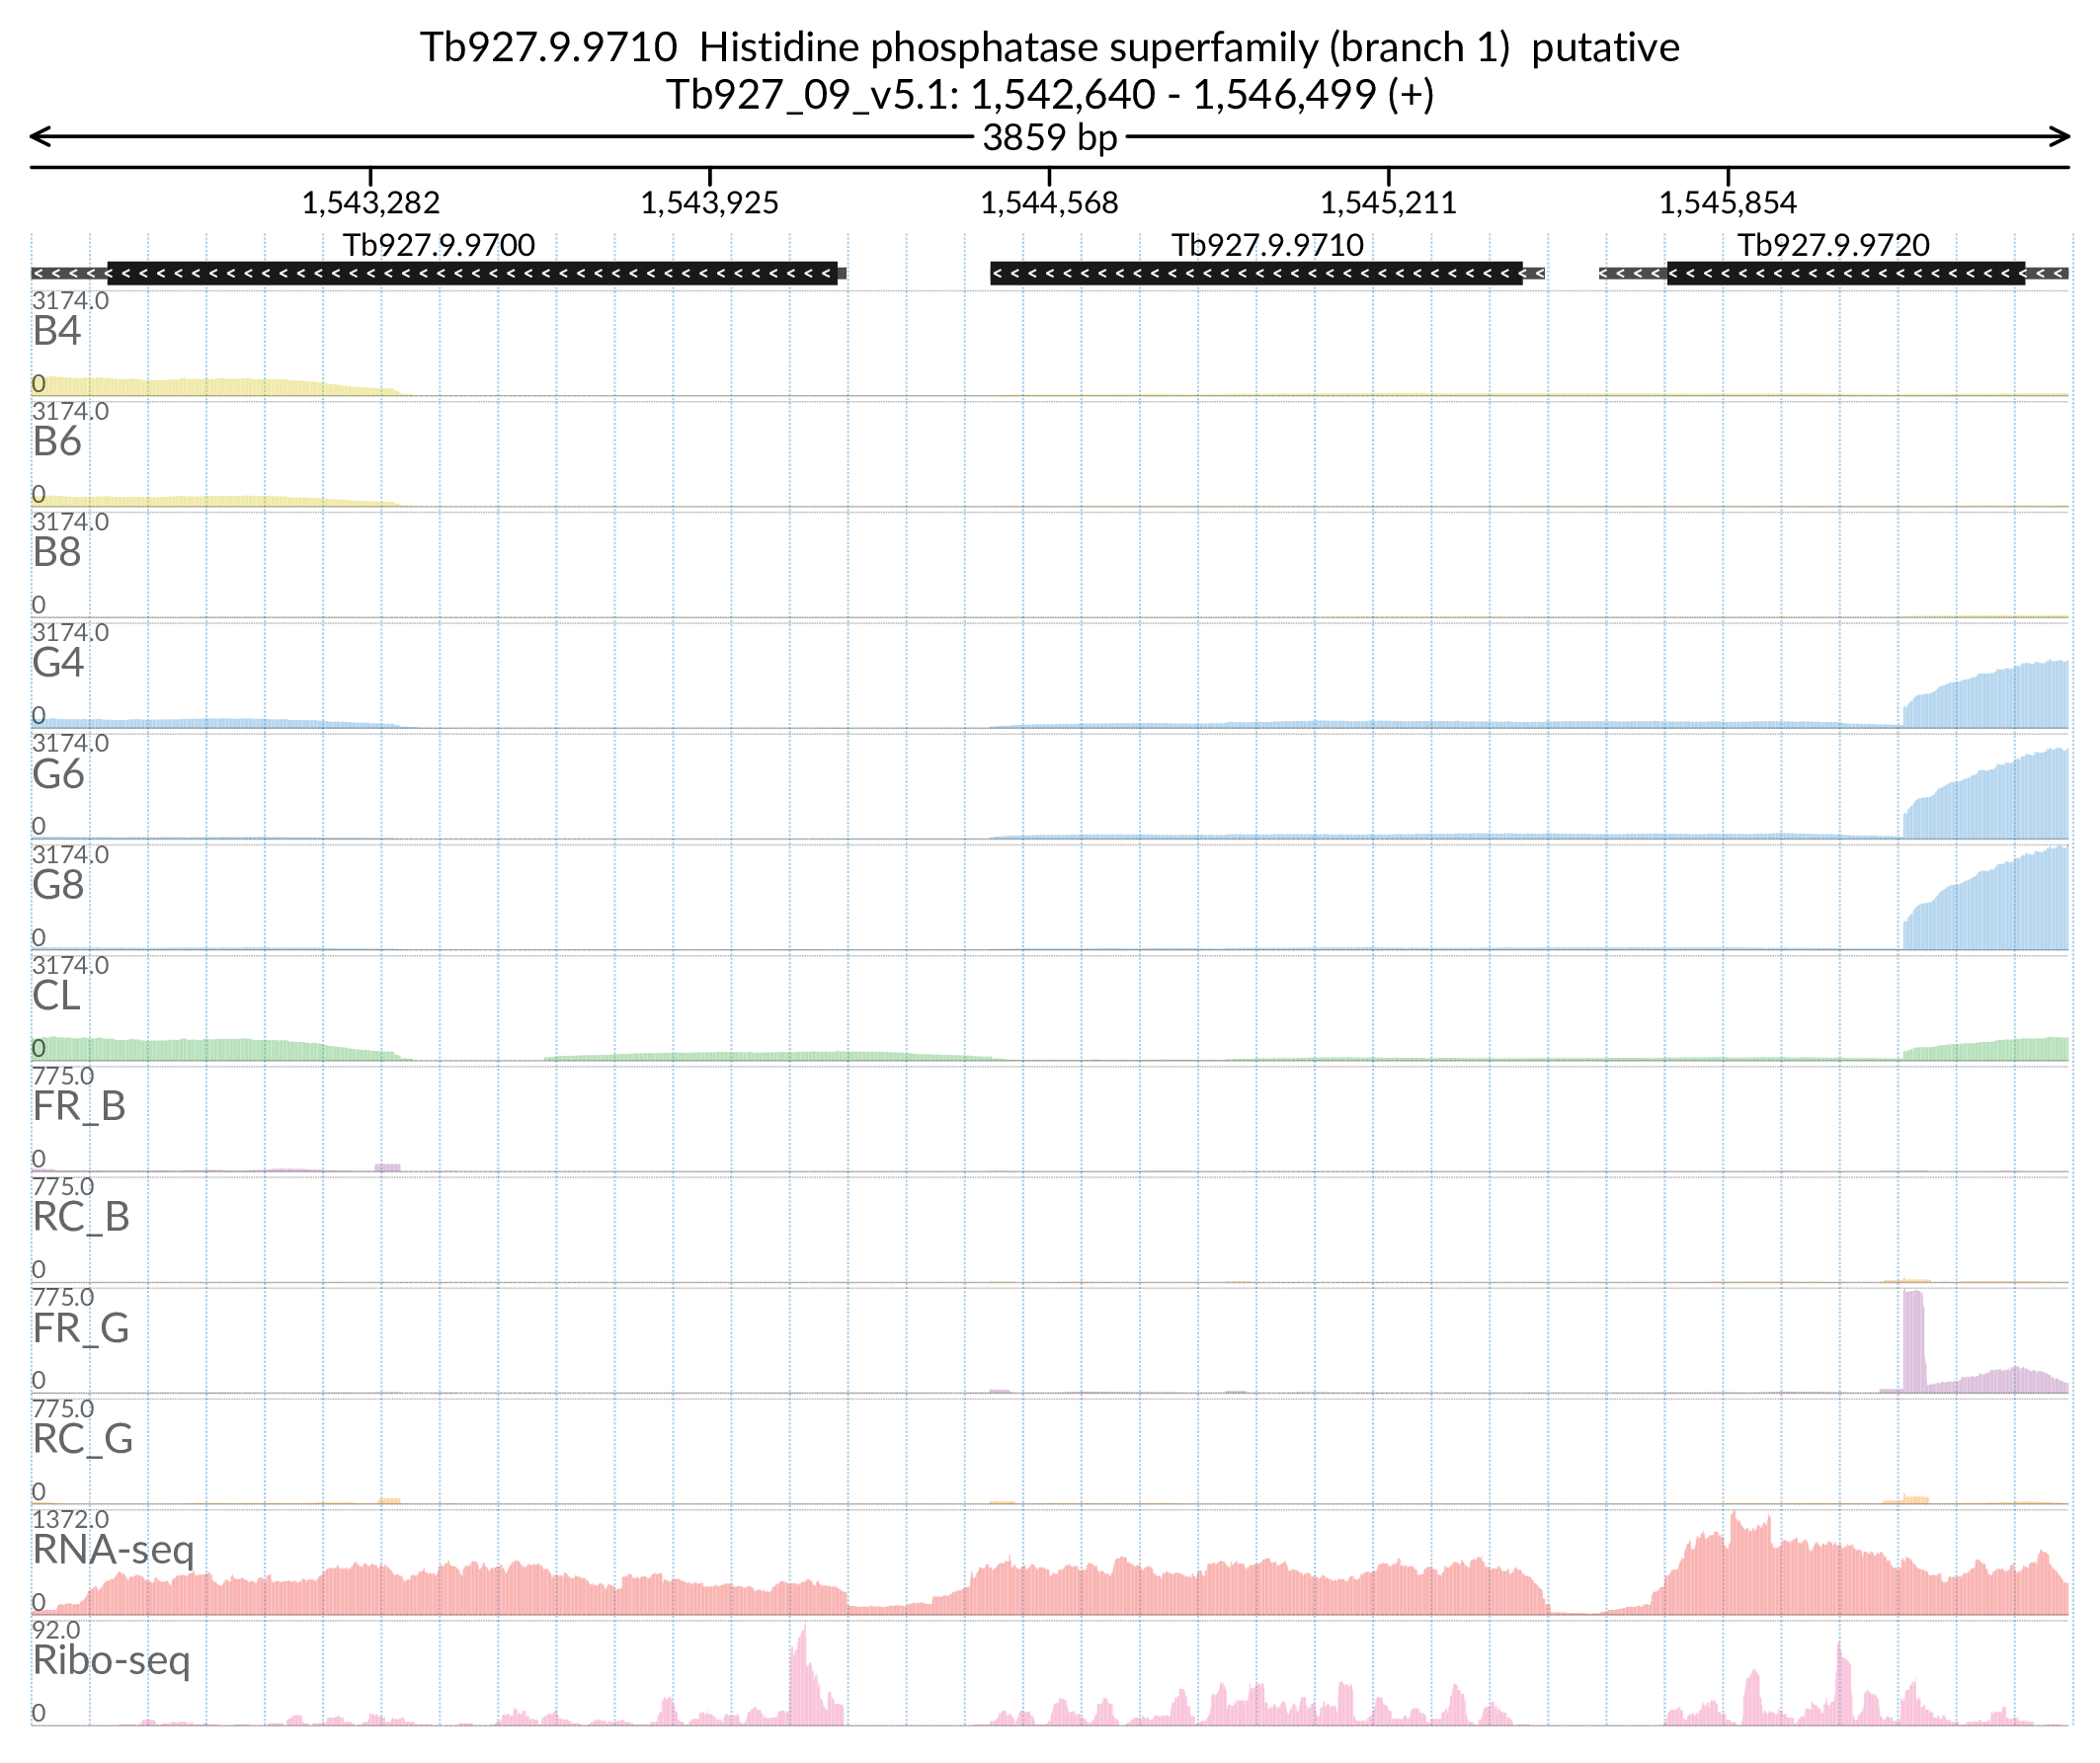 Tb927.9.9710 Histidine phosphatase superfamily (branch 1) putative
Tb927_09_v5.1: 1,542,640 - 1,546,499 (+)
3859 bp
1,543,282 1,543,925 1,544,568 1,545,211 1,545,854
Tb927.9.9700 Tb927.9.9710 Tb927.9.9720
3174.0
B4
0
3174.0
B6
0
3174.0
B8
0
3174.0
G4
0
3174.0
G6
0
3174.0
G8
0
3174.0
CL
0
775.0
FR_B
0
775.0
RC_B
0
775.0
FR_G
0
775.0
RC_G
0
1372.0
RNA-seq
0
92.0
Ribo-seq
0